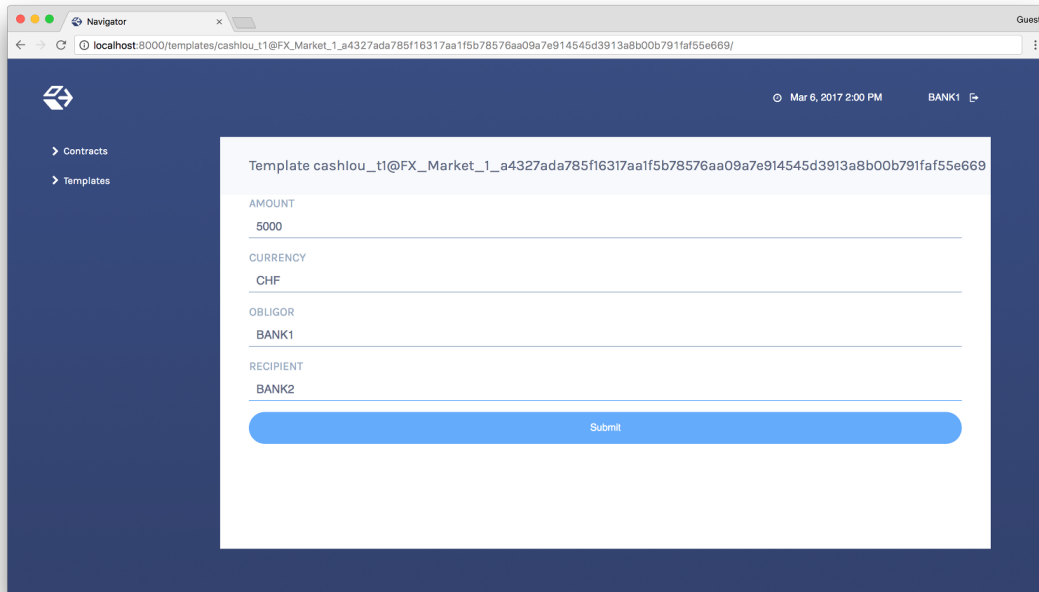 Navigator
Guest
localhost:8000/templates/cashIou_t1@FX_Market_1_a4327ada785f16317aa1f5b78576aa09a7e914545d3913a8b00b791faf55e669/
Mar 6, 2017 2:00 PM BANK1
Contracts
Templates
Template cashIou_t1@FX_Market_1_a4327ada785f16317aa1f5b78576aa09a7e914545d3913a8b00b791faf55e669
AMOUNT
5000
CURRENCY
CHF
OBLIGOR
BANK1
RECIPIENT
BANK2
Submit